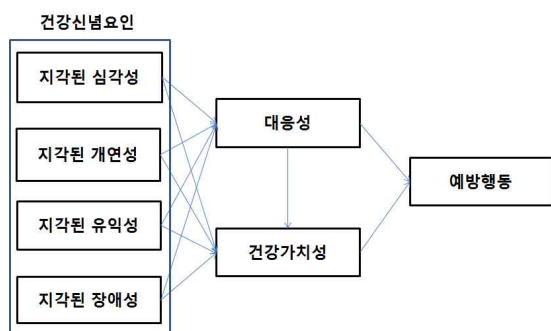 건강신념요인
지각된 심각성
지각된 개연성
지각된 유익성
지각된 장애성
대응성
건강가치성
예방행동